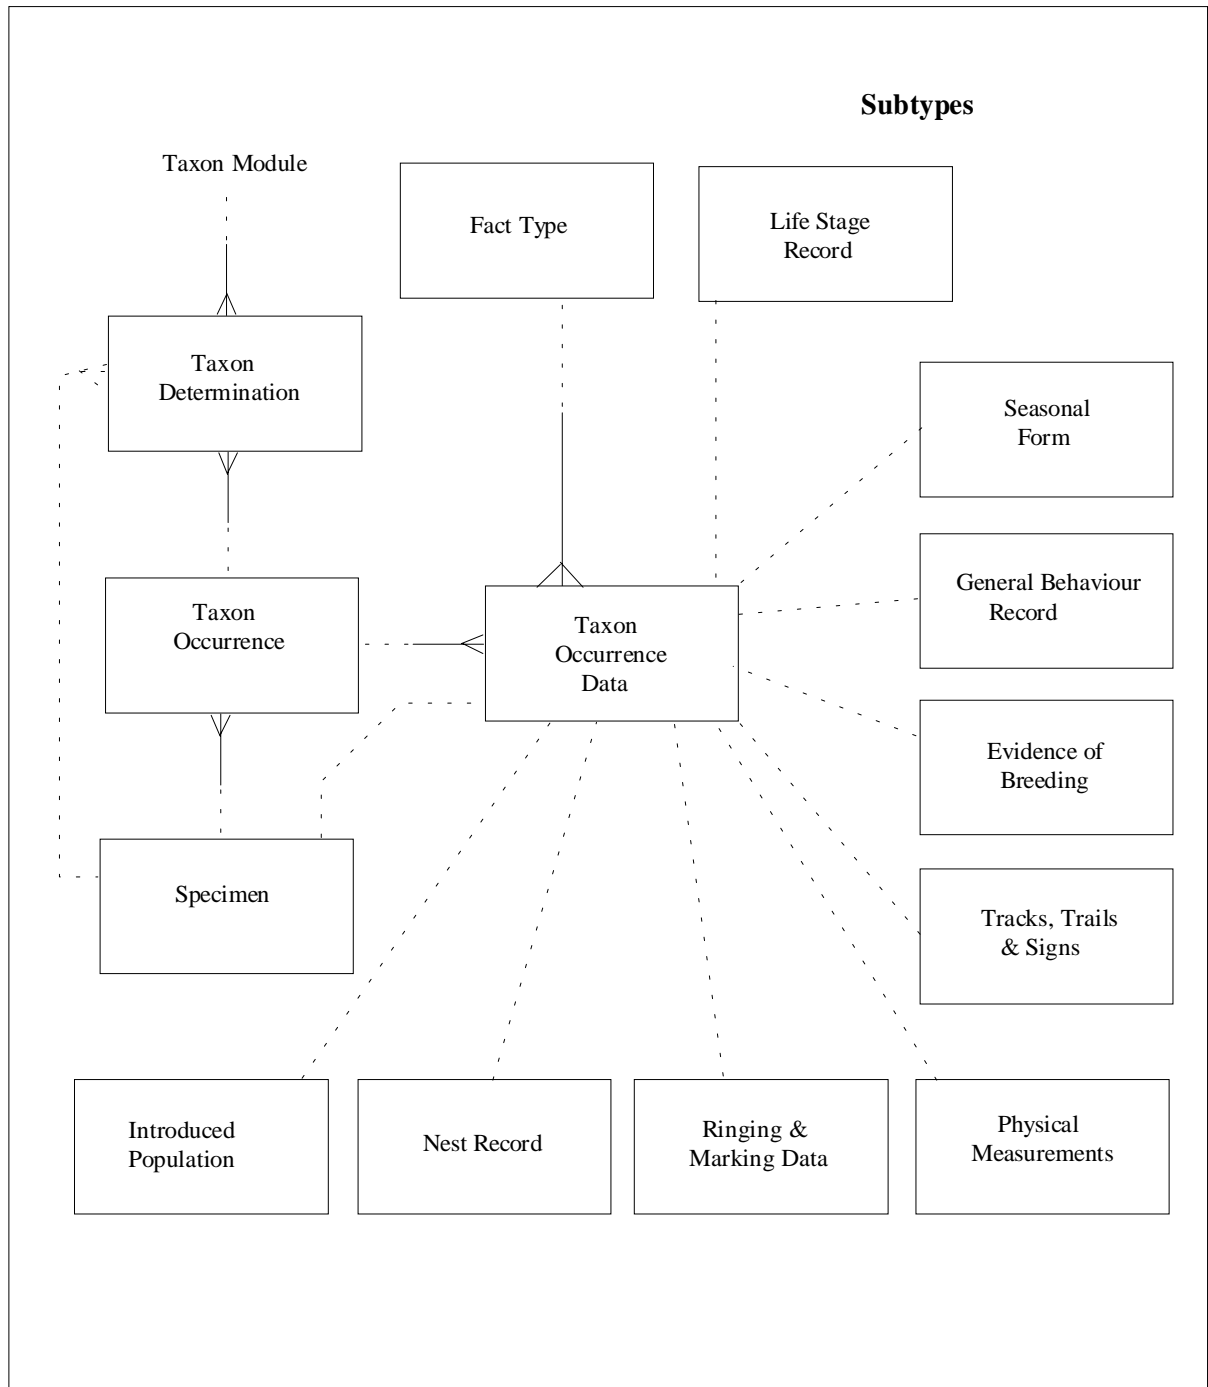 Subtypes
Taxon Module
Fact Type
Life Stage
Record
Taxon
Determination
Seasonal
Form
General Behaviour
Record
Taxon
Occurrence
Taxon
Occurrence
Data
Evidence of
Breeding
Specimen
Tracks, Trails
& Signs
Introduced
Population
Nest Record
Ringing &
Marking Data
Physical
Measurements